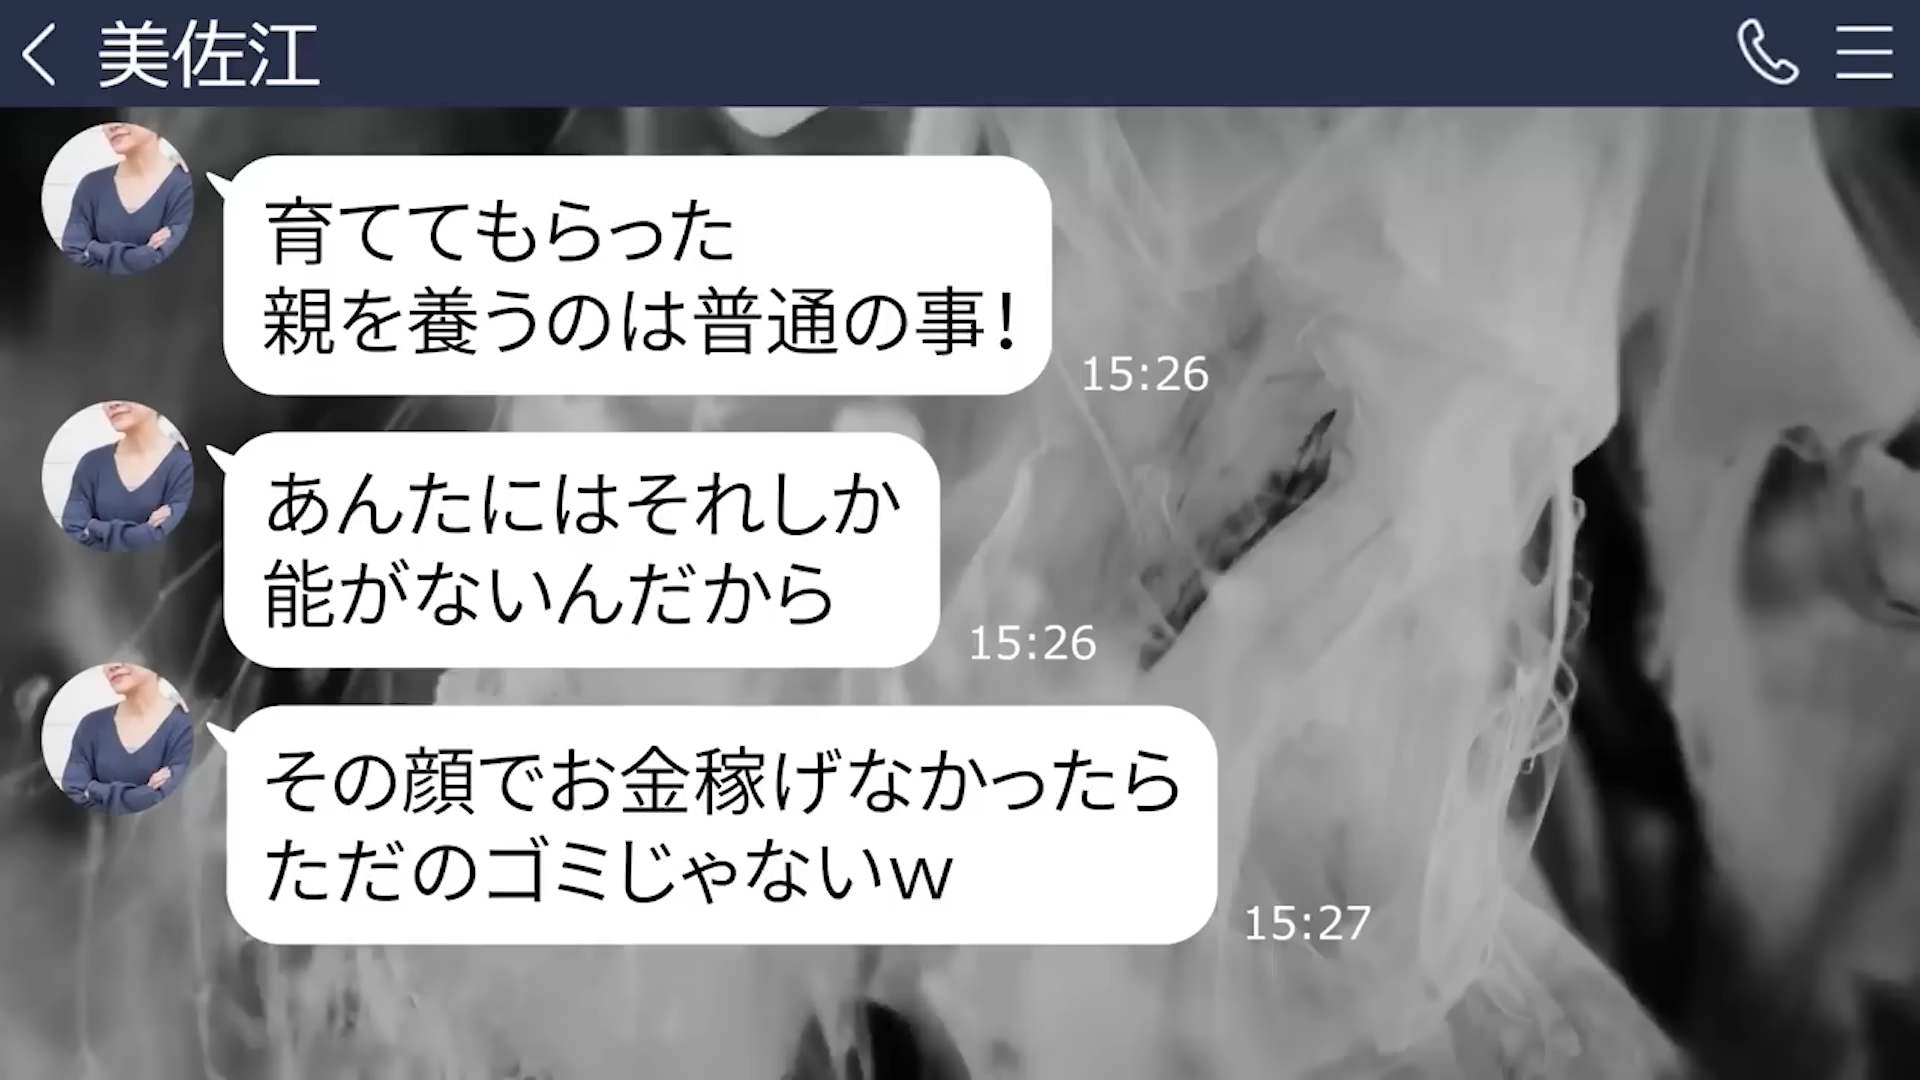 美佐江
育ててもらった
親を養うのは普通の事!
15:26
あんたにはそれしか
能がないんだから
15:26
その顔でお金稼げなかったら
ただのゴミじゃないw
15:27